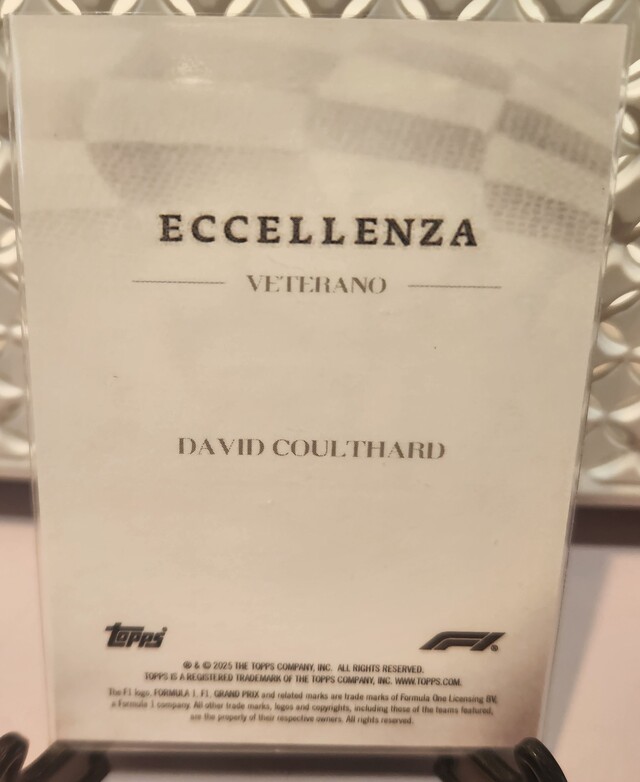 ECCELLENZA
VETERANO
DAVID COULTHARD
Topps F1
® & © 2025 THE TOPPS COMPANY, INC. ALL RIGHTS RESERVED.
TOPPS IS A REGISTERED TRADEMARK OF THE TOPPS COMPANY, INC. WWW.TOPPS.COM.
The F1 logo, FORMULA 1, F1, GRAND PRIX and related marks are trade marks of Formula One Licensing BV,
a Formula 1 company. All other trade marks, logos and copyrights, including those of the teams featured,
are the property of their respective owners. All rights reserved.